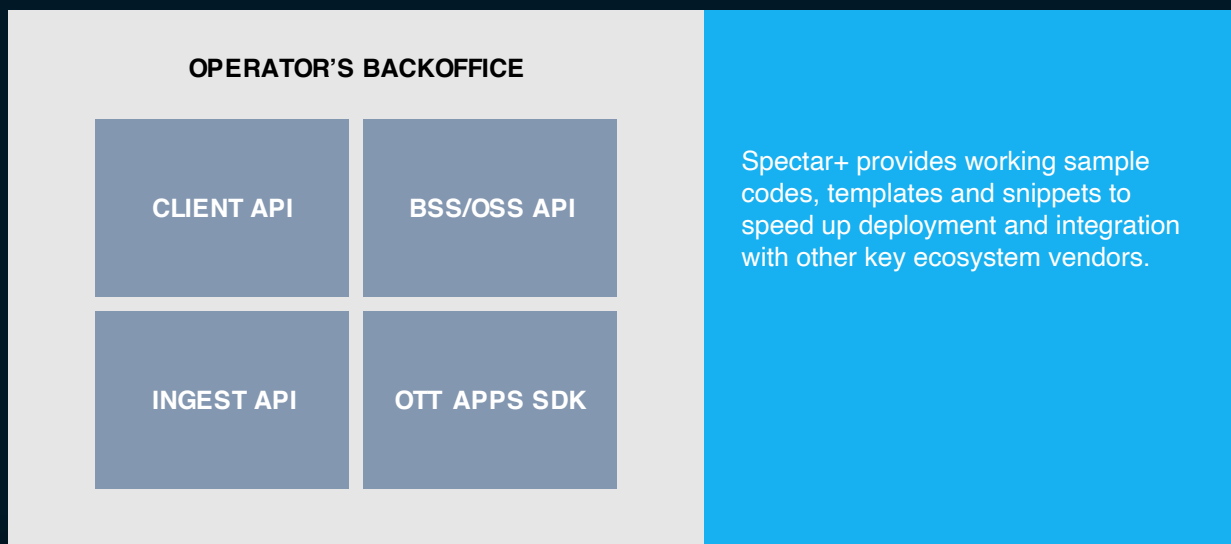 OPERATOR'S BACKOFFICE
CLIENT API
BSS/OSS API
INGEST API
OTT APPS SDK
Spectar+ provides working sample
codes, templates and snippets to
speed up deployment and integration
with other key ecosystem vendors.